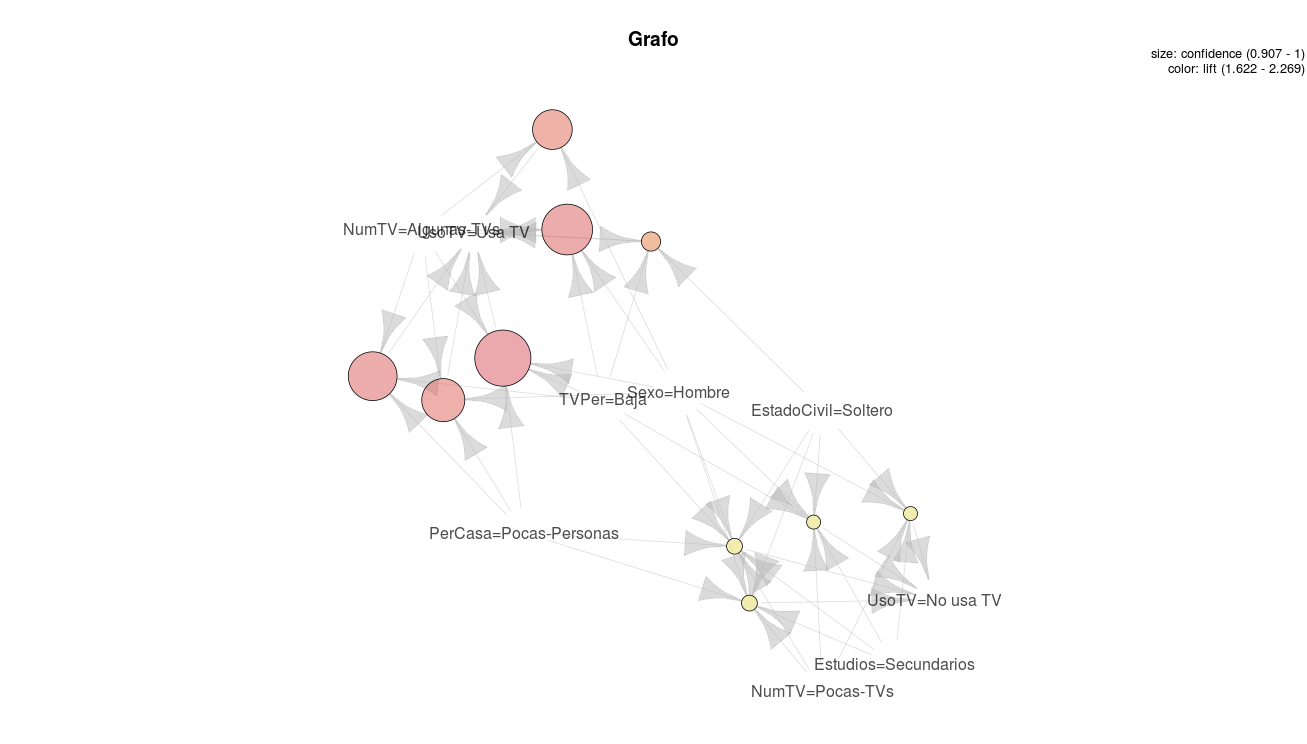 Grafo
size: confidence (0.907 - 1)
color: lift (1.622 - 2.269)
NumTV=Algunas-TVs
UsoTV=Usa TV
Sexo=Hombre
TVPer=Baja
EstadoCivil=Soltero
PerCasa=Pocas-Personas
UsoTV=No usa TV
Estudios=Secundarios
NumTV=Pocas-TVs